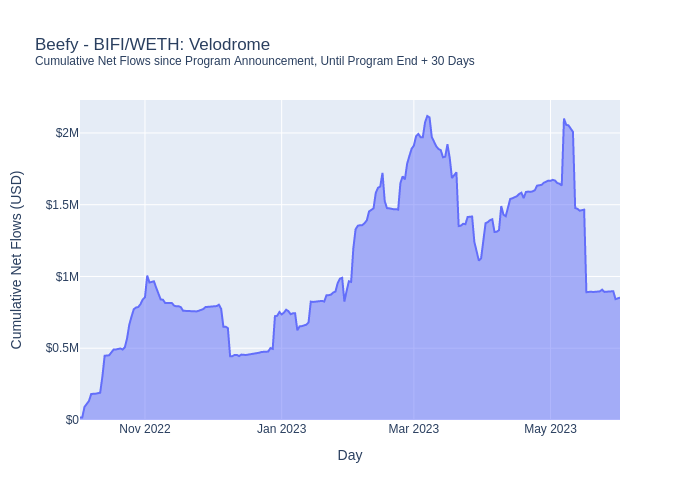 Beefy - BIFI/WETH: Velodrome
Cumulative Net Flows since Program Announcement, Until Program End + 30 Days
Cumulative Net Flows (USD)
$2M
$1.5M
$1M
$0.5M
$0
Nov 2022
Jan 2023
Mar 2023
May 2023
Day